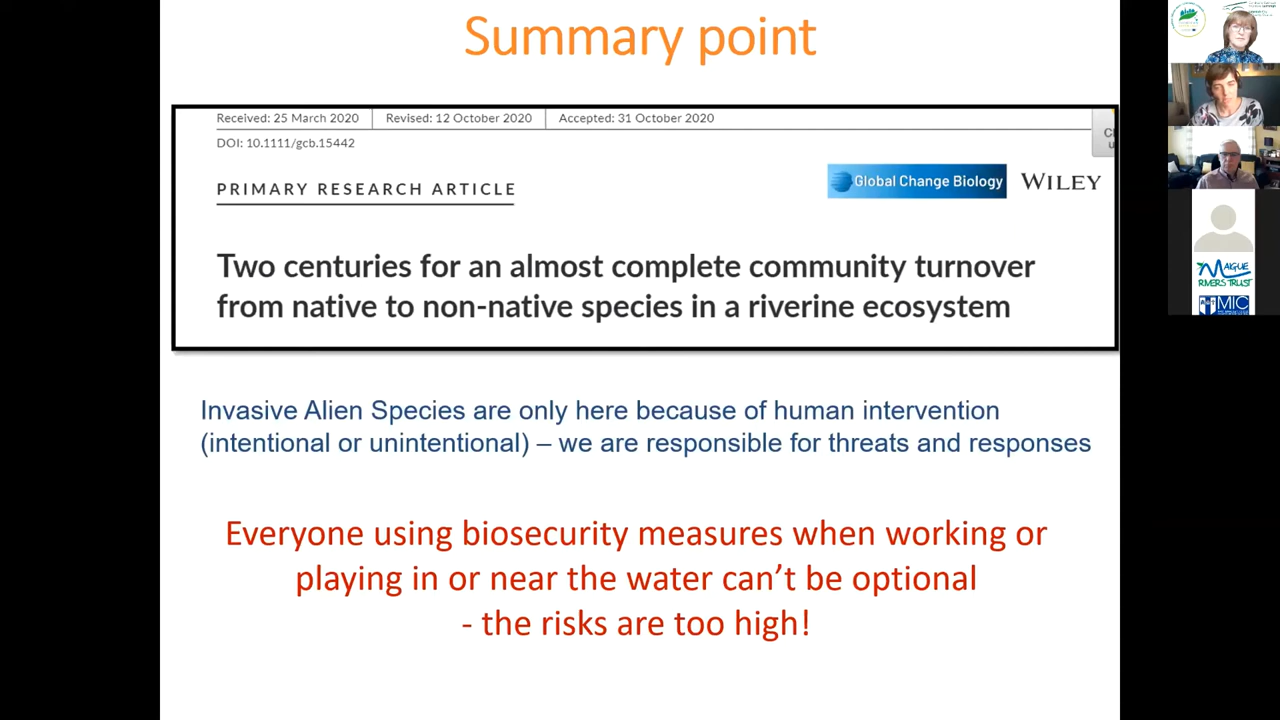 Summary point
Received: 25 March 2020 Revised: 12 October 2020 Accepted: 31 October 2020
DOI: 10.1111/gcb.15442
PRIMARY RESEARCH ARTICLE
Global Change Biology WILEY
Two centuries for an almost complete community turnover
from native to non-native species in a riverine ecosystem
Invasive Alien Species are only here because of human intervention
(intentional or unintentional) – we are responsible for threats and responses
Everyone using biosecurity measures when working or
playing in or near the water can’t be optional
- the risks are too high!
MAIGUE
RIVERS TRUST
MIC